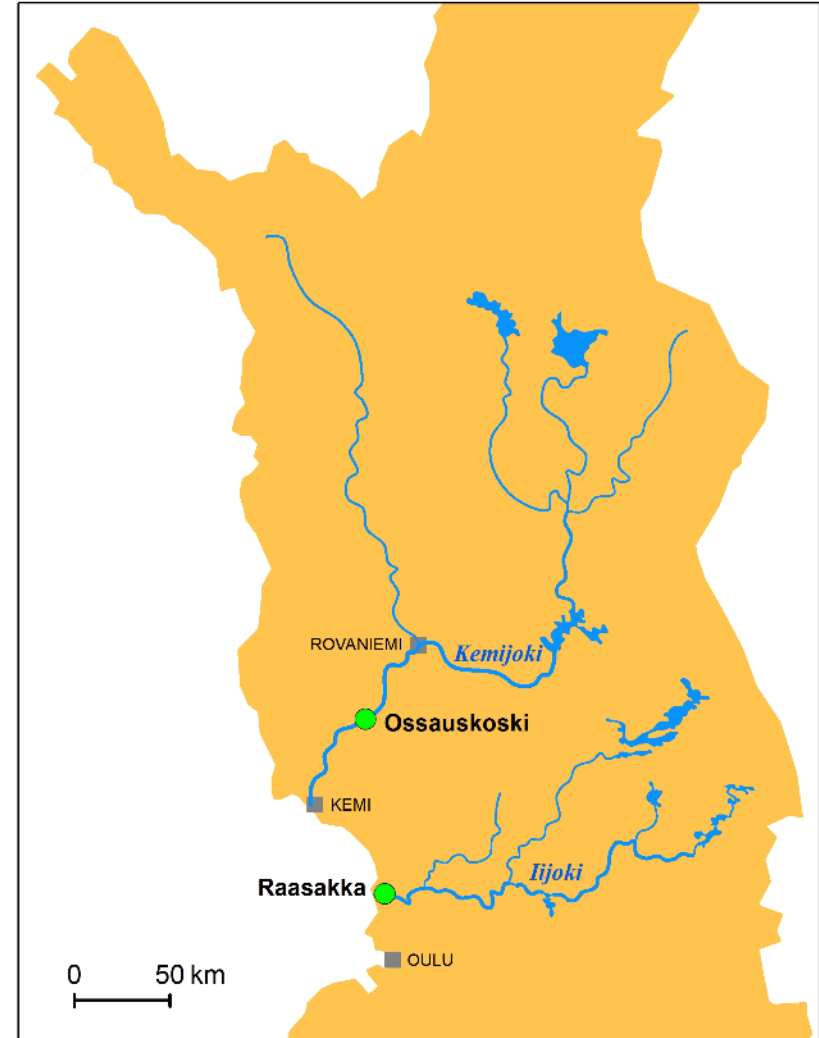 ROVANIEMI
Kemijoki
Ossauskoski
KEMI
Iijoki
Raasakka
OULU
0 50 km